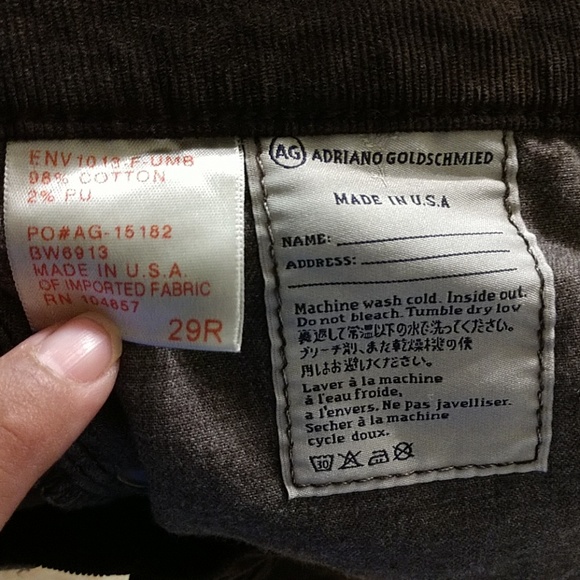 ENV1013-F-UMB
98% COTTON
2% PU
PO#AG-15182
BW6913
MADE IN U.S.A.
OF IMPORTED FABRIC
RN 104657
29R
AG ADRIANO GOLDSCHMIED
MADE IN U.S.A
NAME:
ADDRESS:
Machine wash cold. Inside out.
Do not bleach. Tumble dry low
裏返して常温以下の水で洗ってください。
ブリーチ剤、また乾燥機の使
用はお避けください。
Laver à la machine
à l'eau froide,
a l'envers. Ne pas javelliser.
Secher à la machine
cycle doux.
30